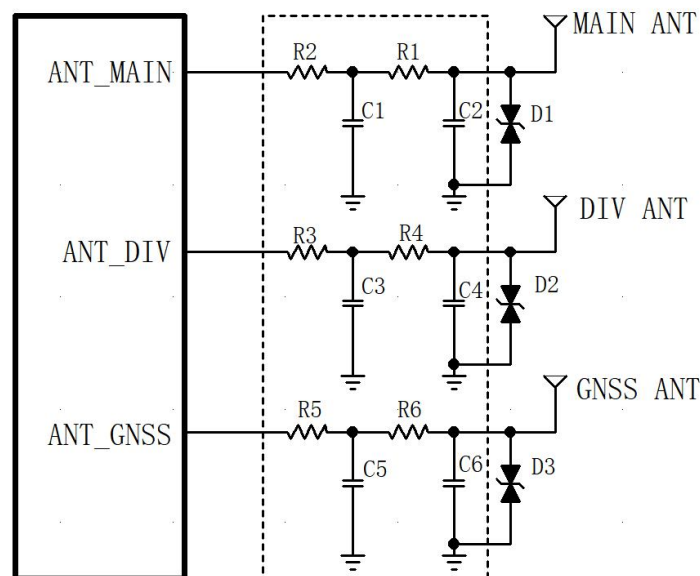 MAIN ANT
R2 R1
ANT_MAIN
C1 C2 D1
DIV ANT
R3 R4
ANT_DIV
C3 C4 D2
GNSS ANT
R5 R6
ANT_GNSS
C5 C6 D3